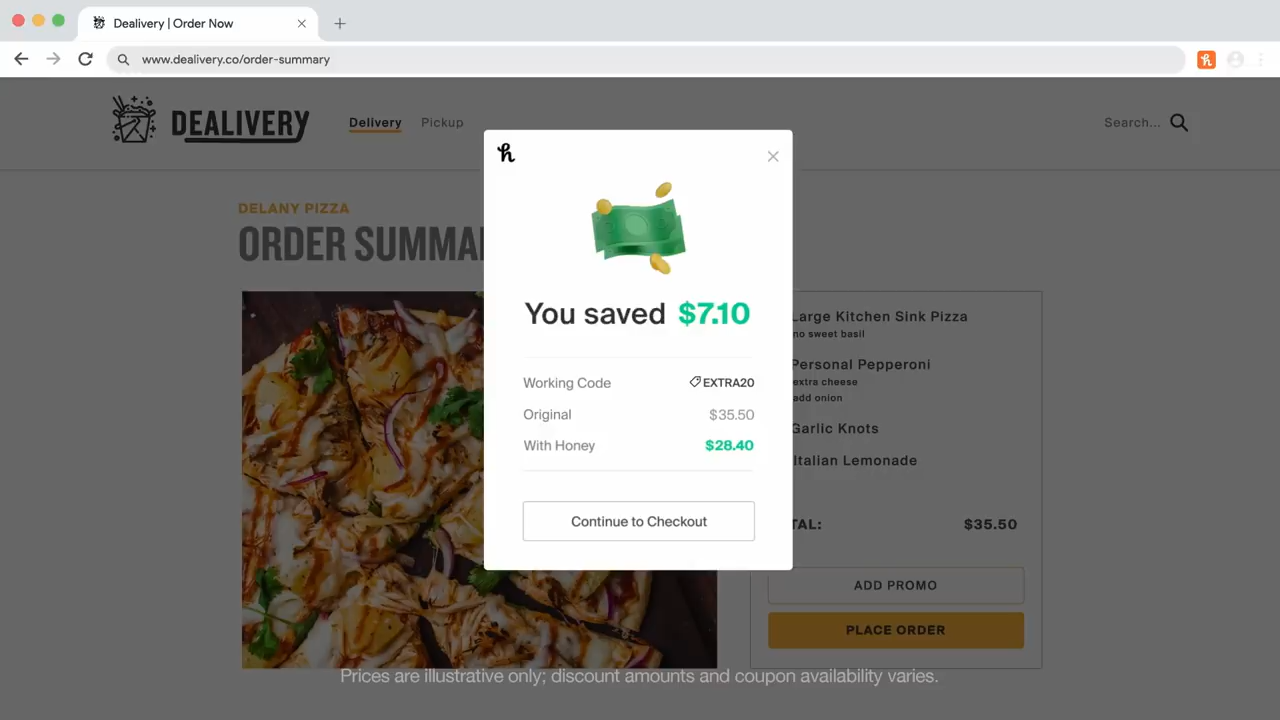 Dealivery | Order Now
www.dealivery.co/order-summary
DEALIVERY
Delivery
Pickup
Search...
h
DELANY PIZZA
ORDER SUMMA
You saved $7.10
Working Code EXTRA20
Original $35.50
With Honey $28.40
Continue to Checkout
Large Kitchen Sink Pizza
no sweet basil
Personal Pepperoni
extra cheese
add onion
Garlic Knots
Italian Lemonade
TAL: $35.50
ADD PROMO
PLACE ORDER
Prices are illustrative only; discount amounts and coupon availability varies.